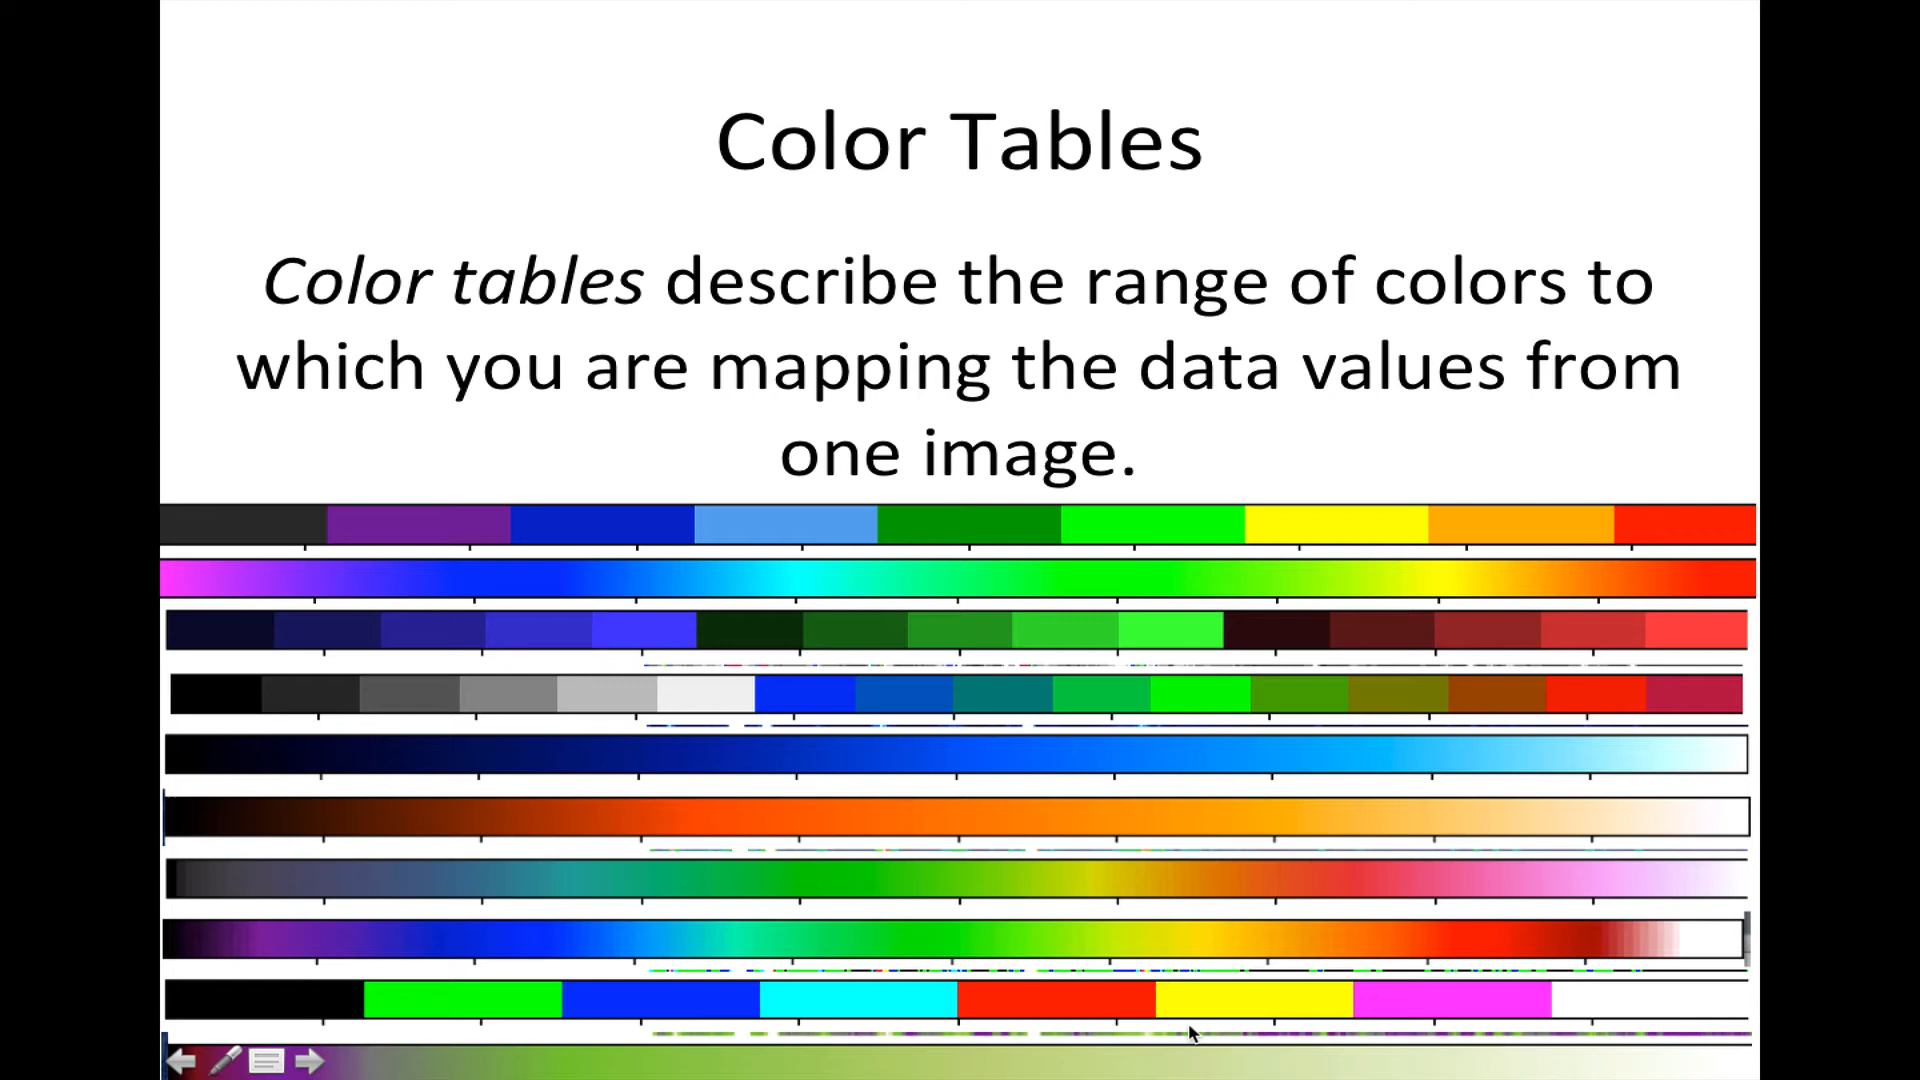 Color Tables
Color tables describe the range of colors to
which you are mapping the data values from
one image.